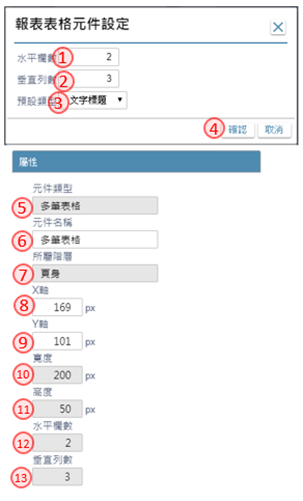 報表表格元件設定
水平欄數 ① 2
垂直列數 ② 3
預設類型 ③ 文字標題
④ 確認 取消
屬性
元件類型
⑤ 多筆表格
元件名稱
⑥ 多筆表格
所屬階層
⑦ 頁身
X軸
⑧ 169 px
Y軸
⑨ 101 px
寬度
⑩ 200 px
高度
⑪ 50 px
水平欄數
⑫ 2
垂直列數
⑬ 3